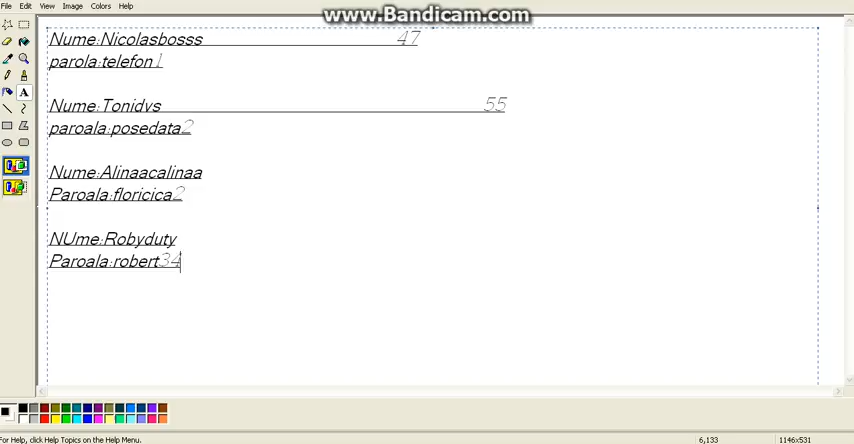 File Edit View Image Colors Help
www.Bandicam.com
Nume:Nicolasbosss 47
parola:telefon1
Nume:Tonidys 55
paroala:posedata2
Nume:Alinaacalinaa
Paroala:floricica2
NUme:Robyduty
Paroala:robert34
For Help, click Help Topics on the Help Menu. 6,133 1146x531